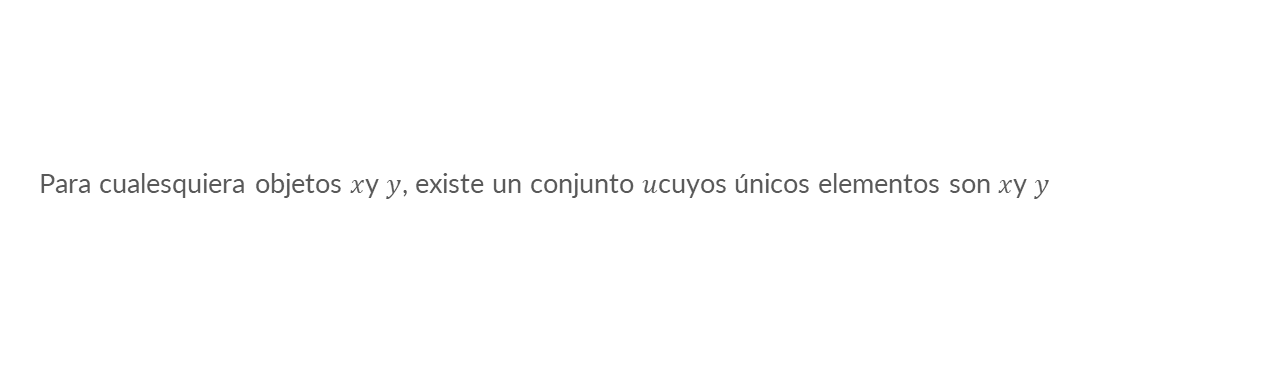 Para cualesquiera objetos xy y, existe un conjunto ucuyos únicos elementos son xy y